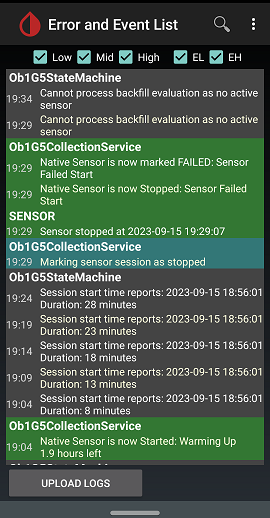 Error and Event List
Low Mid High EL EH
Ob1G5StateMachine
19:34 Cannot process backfill evaluation as no active
sensor
19:29 Cannot process backfill evaluation as no active
sensor
Ob1G5CollectionService
19:29 Native Sensor is now marked FAILED: Sensor
Failed Start
19:29 Native Sensor is now Stopped: Sensor Failed
Start
SENSOR
19:29 Sensor stopped at 2023-09-15 19:29:07
Ob1G5CollectionService
19:29 Marking sensor session as stopped
Ob1G5StateMachine
19:24 Session start time reports: 2023-09-15 18:56:01
Duration: 28 minutes
19:19 Session start time reports: 2023-09-15 18:56:01
Duration: 23 minutes
19:14 Session start time reports: 2023-09-15 18:56:01
Duration: 18 minutes
19:09 Session start time reports: 2023-09-15 18:56:01
Duration: 13 minutes
19:04 Session start time reports: 2023-09-15 18:56:01
Duration: 8 minutes
Ob1G5CollectionService
19:04 Native Sensor is now Started: Warming Up
1.9 hours left
UPLOAD LOGS